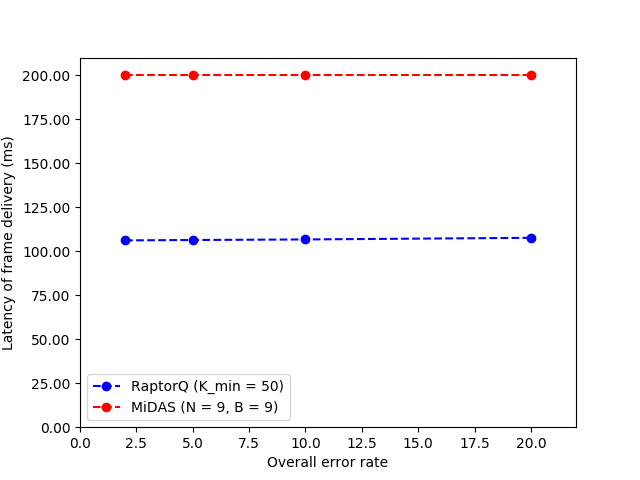 200.00
175.00
150.00
125.00
100.00
75.00
50.00
25.00
0.00
Latency of frame delivery (ms)
RaptorQ (K_min = 50)
MiDAS (N = 9, B = 9)
0.0 2.5 5.0 7.5 10.0 12.5 15.0 17.5 20.0
Overall error rate